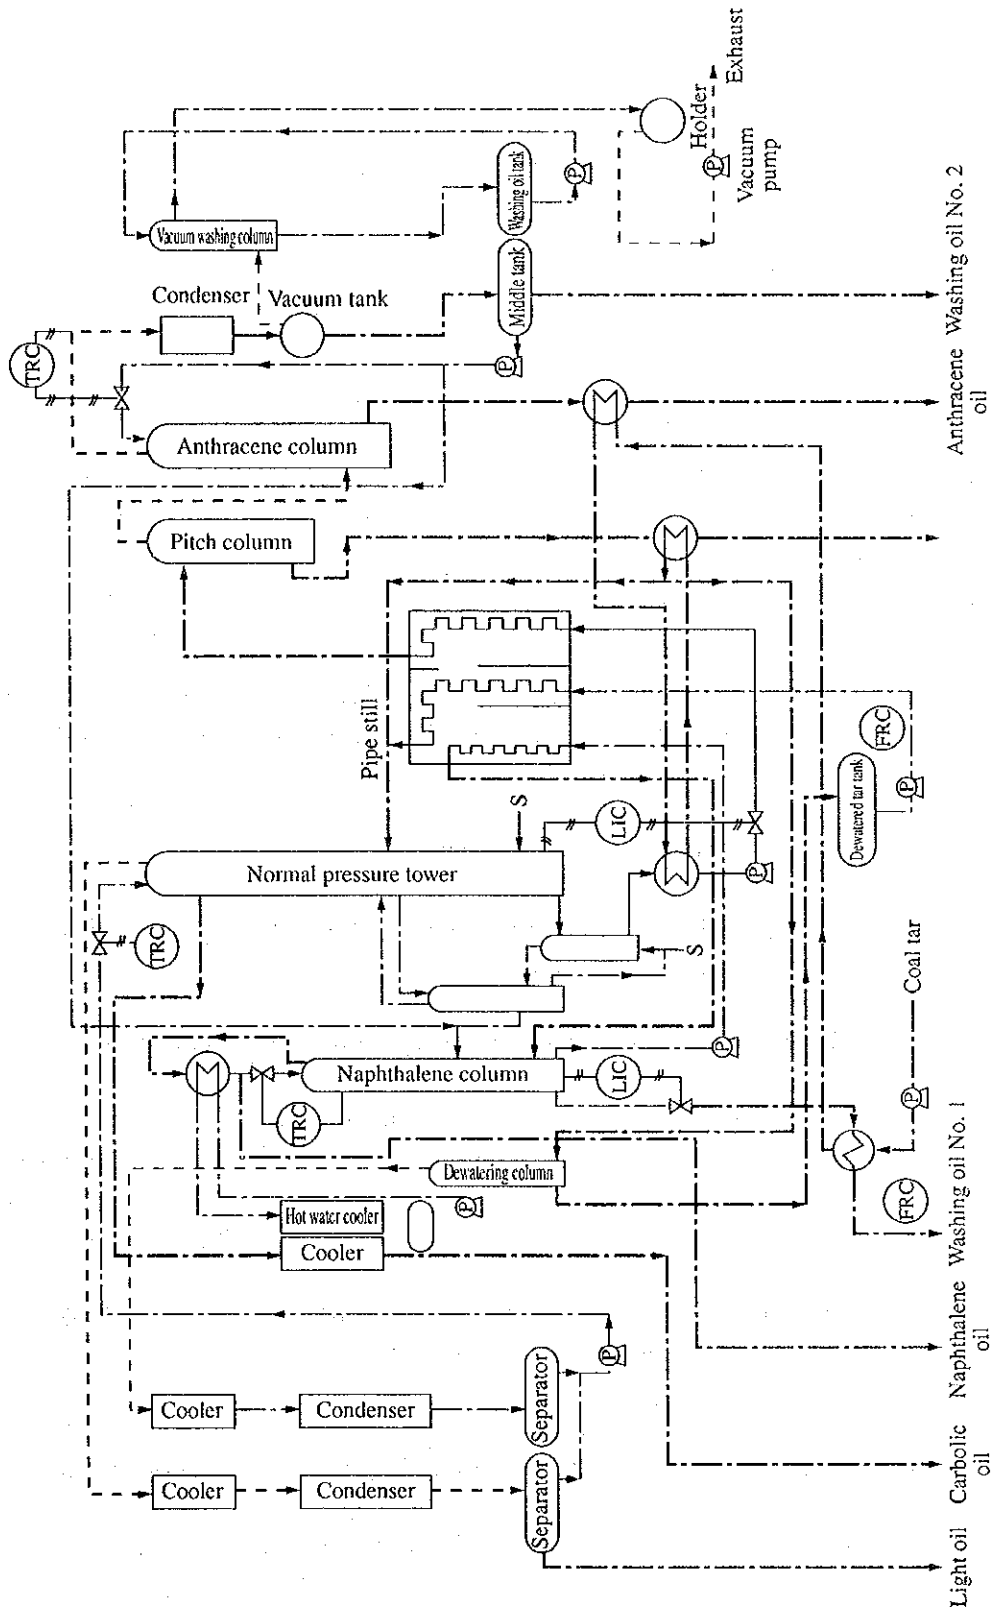 Light oil
Carbolic
oil
Naphthalene
oil
Washing oil No. 1
Anthracene
oil
Washing oil No. 2
Separator
Separator
Condenser
Condenser
Cooler
Cooler
P
Cooler
Hot water cooler
P
Dewatering column
TRC
Naphthalene column
LIC
P
FRC
P
Coal tar
TRC
Normal pressure tower
S
S
LIC
P
Pipe still
Dewatered tar tank
P
FRC
Pitch column
Anthracene column
TRC
P
Condenser
Vacuum tank
Middle tank
Washing oil tank
Vacuum washing column
P
Holder
P
Vacuum
pump
Exhaust